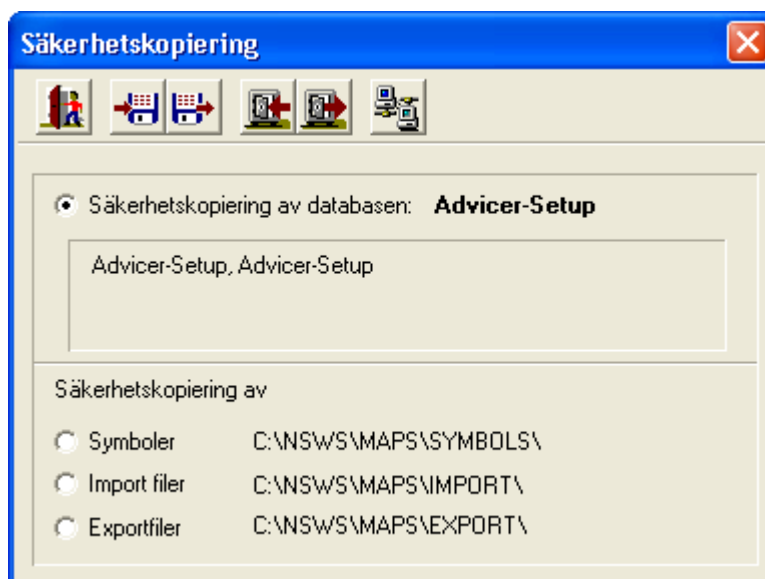 Säkerhetskopiering
Säkerhetskopiering av databasen: Advicer-Setup
Advicer-Setup, Advicer-Setup
Säkerhetskopiering av
Symboler C:\NSWS\MAPS\SYMBOLS\
Import filer C:\NSWS\MAPS\IMPORT\
Exportfiler C:\NSWS\MAPS\EXPORT\